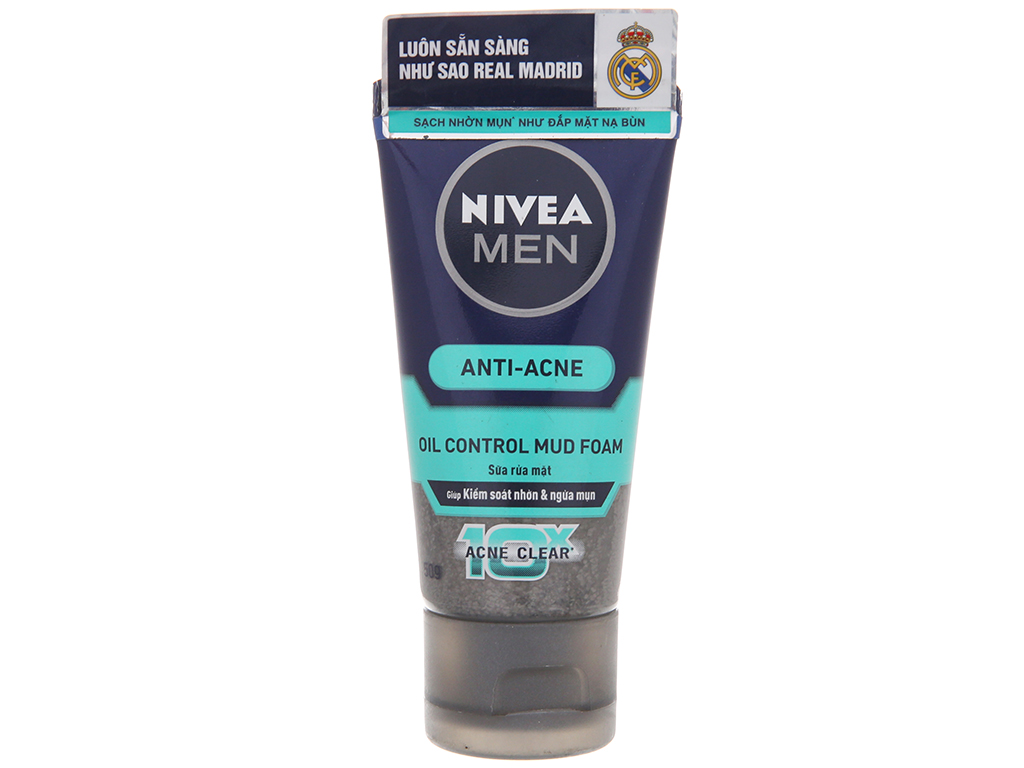 LUÔN SẴN SÀNG
NHƯ SAO REAL MADRID
SẠCH NHỜN MỤN* NHƯ ĐẮP MẶT NẠ BÙN
NIVEA
MEN
ANTI-ACNE
OIL CONTROL MUD FOAM
Sữa rửa mặt
Giúp Kiểm soát nhờn & ngừa mụn
10X
ACNE CLEAR*
50g